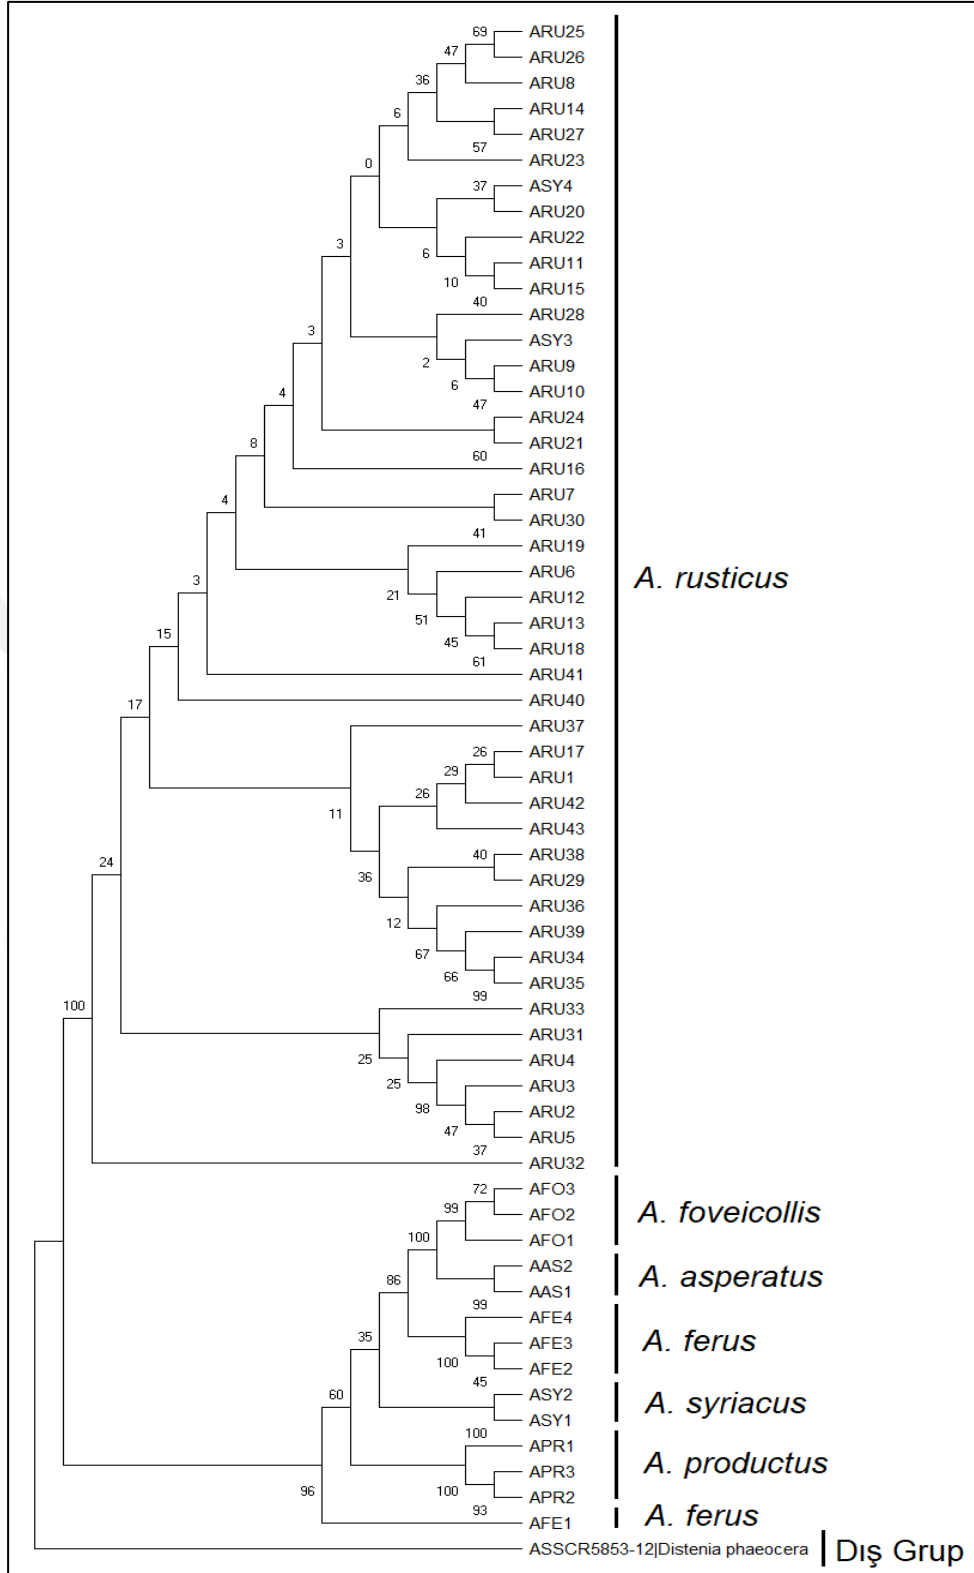 69
ARU25
47
ARU26
36
ARU8
6
ARU14
ARU27
57
ARU23
0
ASY4
37
ARU20
3
ARU22
6
ARU11
10
ARU15
40
ARU28
3
ASY3
2
ARU9
6
ARU10
4
47
ARU24
8
ARU21
60
ARU16
4
ARU7
ARU30
41
ARU19
3
ARU6
21
ARU12
51
ARU13
45
ARU18
15
61
ARU41
17
ARU40
ARU37
26
ARU17
29
ARU1
26
ARU42
11
ARU43
24
40
ARU38
36
ARU29
12
ARU36
67
ARU39
66
ARU34
ARU35
100
99
ARU33
25
ARU31
25
ARU4
98
ARU3
47
ARU2
ARU5
37
ARU32
A. rusticus
72
AFO3
99
AFO2
100
AFO1
A. foveicollis
86
AAS2
AAS1
A. asperatus
99
AFE4
35
AFE3
100
AFE2
A. ferus
45
ASY2
60
ASY1
A. syriacus
100
APR1
96
APR3
100
APR2
A. productus
93
AFE1
A. ferus
ASSCR5853-12|Distenia phaeocera
Dış Grup